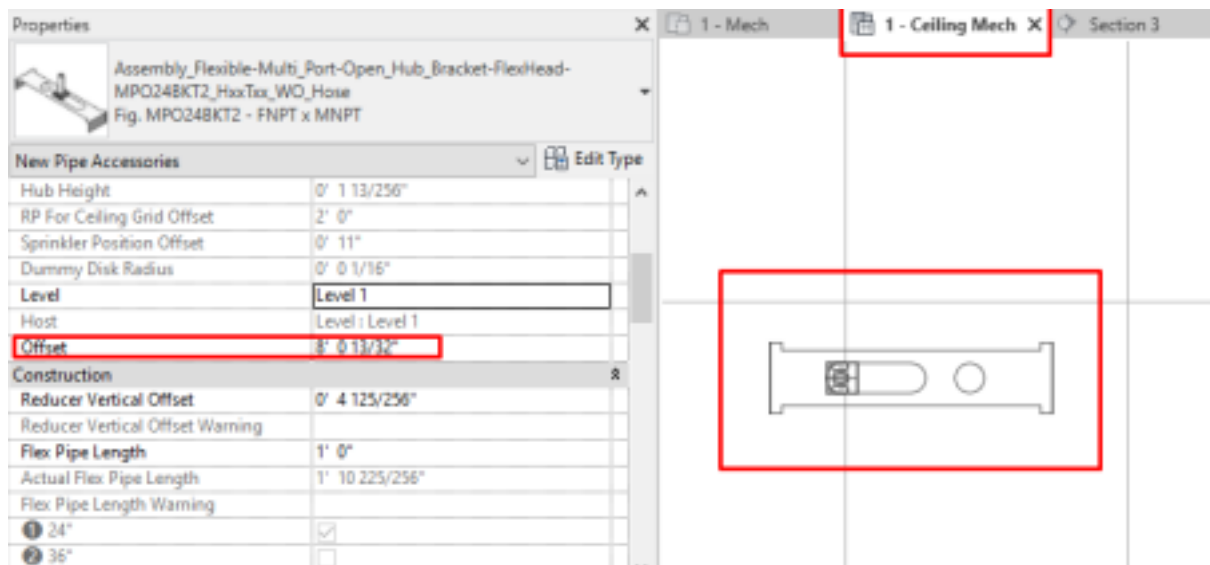 Properties
Assembly_Flexible-Multi_Port-Open_Hub_Bracket-FlexHead-
MPO24BKT2_HxxTxx_WO_Hose
Fig. MPO24BKT2 - FNPT x MNPT
New Pipe Accessories
Edit Type
Hub Height 0' 1 13/256"
RP For Ceiling Grid Offset 2' 0"
Sprinkler Position Offset 0' 11"
Dummy Disk Radius 0' 0 1/16"
Level Level 1
Host Level : Level 1
Offset 8' 0 13/32"
Construction
Reducer Vertical Offset 0' 4 125/256"
Reducer Vertical Offset Warning
Flex Pipe Length 1' 0"
Actual Flex Pipe Length 1' 10 225/256"
Flex Pipe Length Warning
❶ 24"
❷ 36"
1 - Mech
1 - Ceiling Mech
Section 3